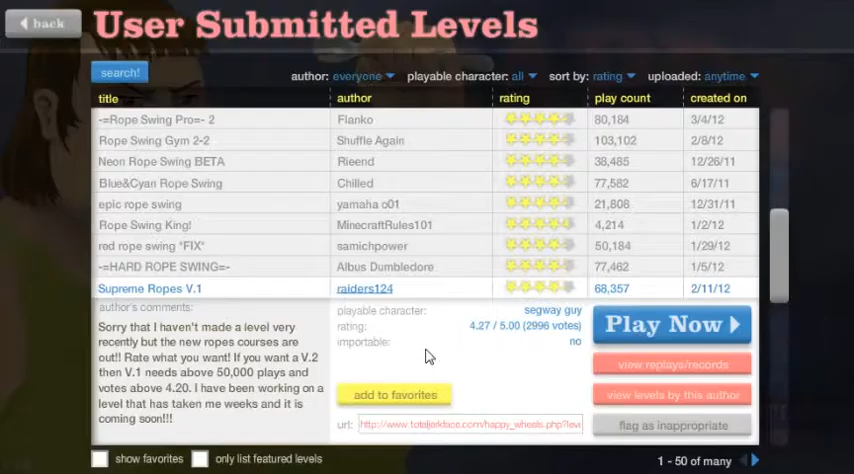 back
User Submitted Levels
search!
author: everyone playable character: all sort by: rating uploaded: anytime
title author rating play count created on
-=Rope Swing Pro=- 2 Flanko 80,184 3/4/12
Rope Swing Gym 2-2 Shuffle Again 103,102 2/8/12
Neon Rope Swing BETA Rieend 38,485 12/26/11
Blue&Cyan Rope Swing Chilled 77,582 6/17/11
epic rope swing yamaha o01 21,808 12/31/11
Rope Swing King! MinecraftRules101 4,214 1/2/12
red rope swing *FIX* samichpower 50,184 1/29/12
-=HARD ROPE SWING=- Albus Dumbledore 77,462 1/5/12
Supreme Ropes V.1 raiders124 68,357 2/11/12
author's comments:
Sorry that I haven't made a level very
recently but the new ropes courses are
out!! Rate what you want! If you want a V.2
then V.1 needs above 50,000 plays and
votes above 4.20. I have been working on a
level that has taken me weeks and it is
coming soon!!!
playable character: segway guy
rating: 4.27 / 5.00 (2996 votes)
importable: no
add to favorites
url: http://www.totaljerkface.com/happy_wheels.php?leve
Play Now
view replays/records
view levels by this author
flag as inappropriate
show favorites only list featured levels 1 - 50 of many